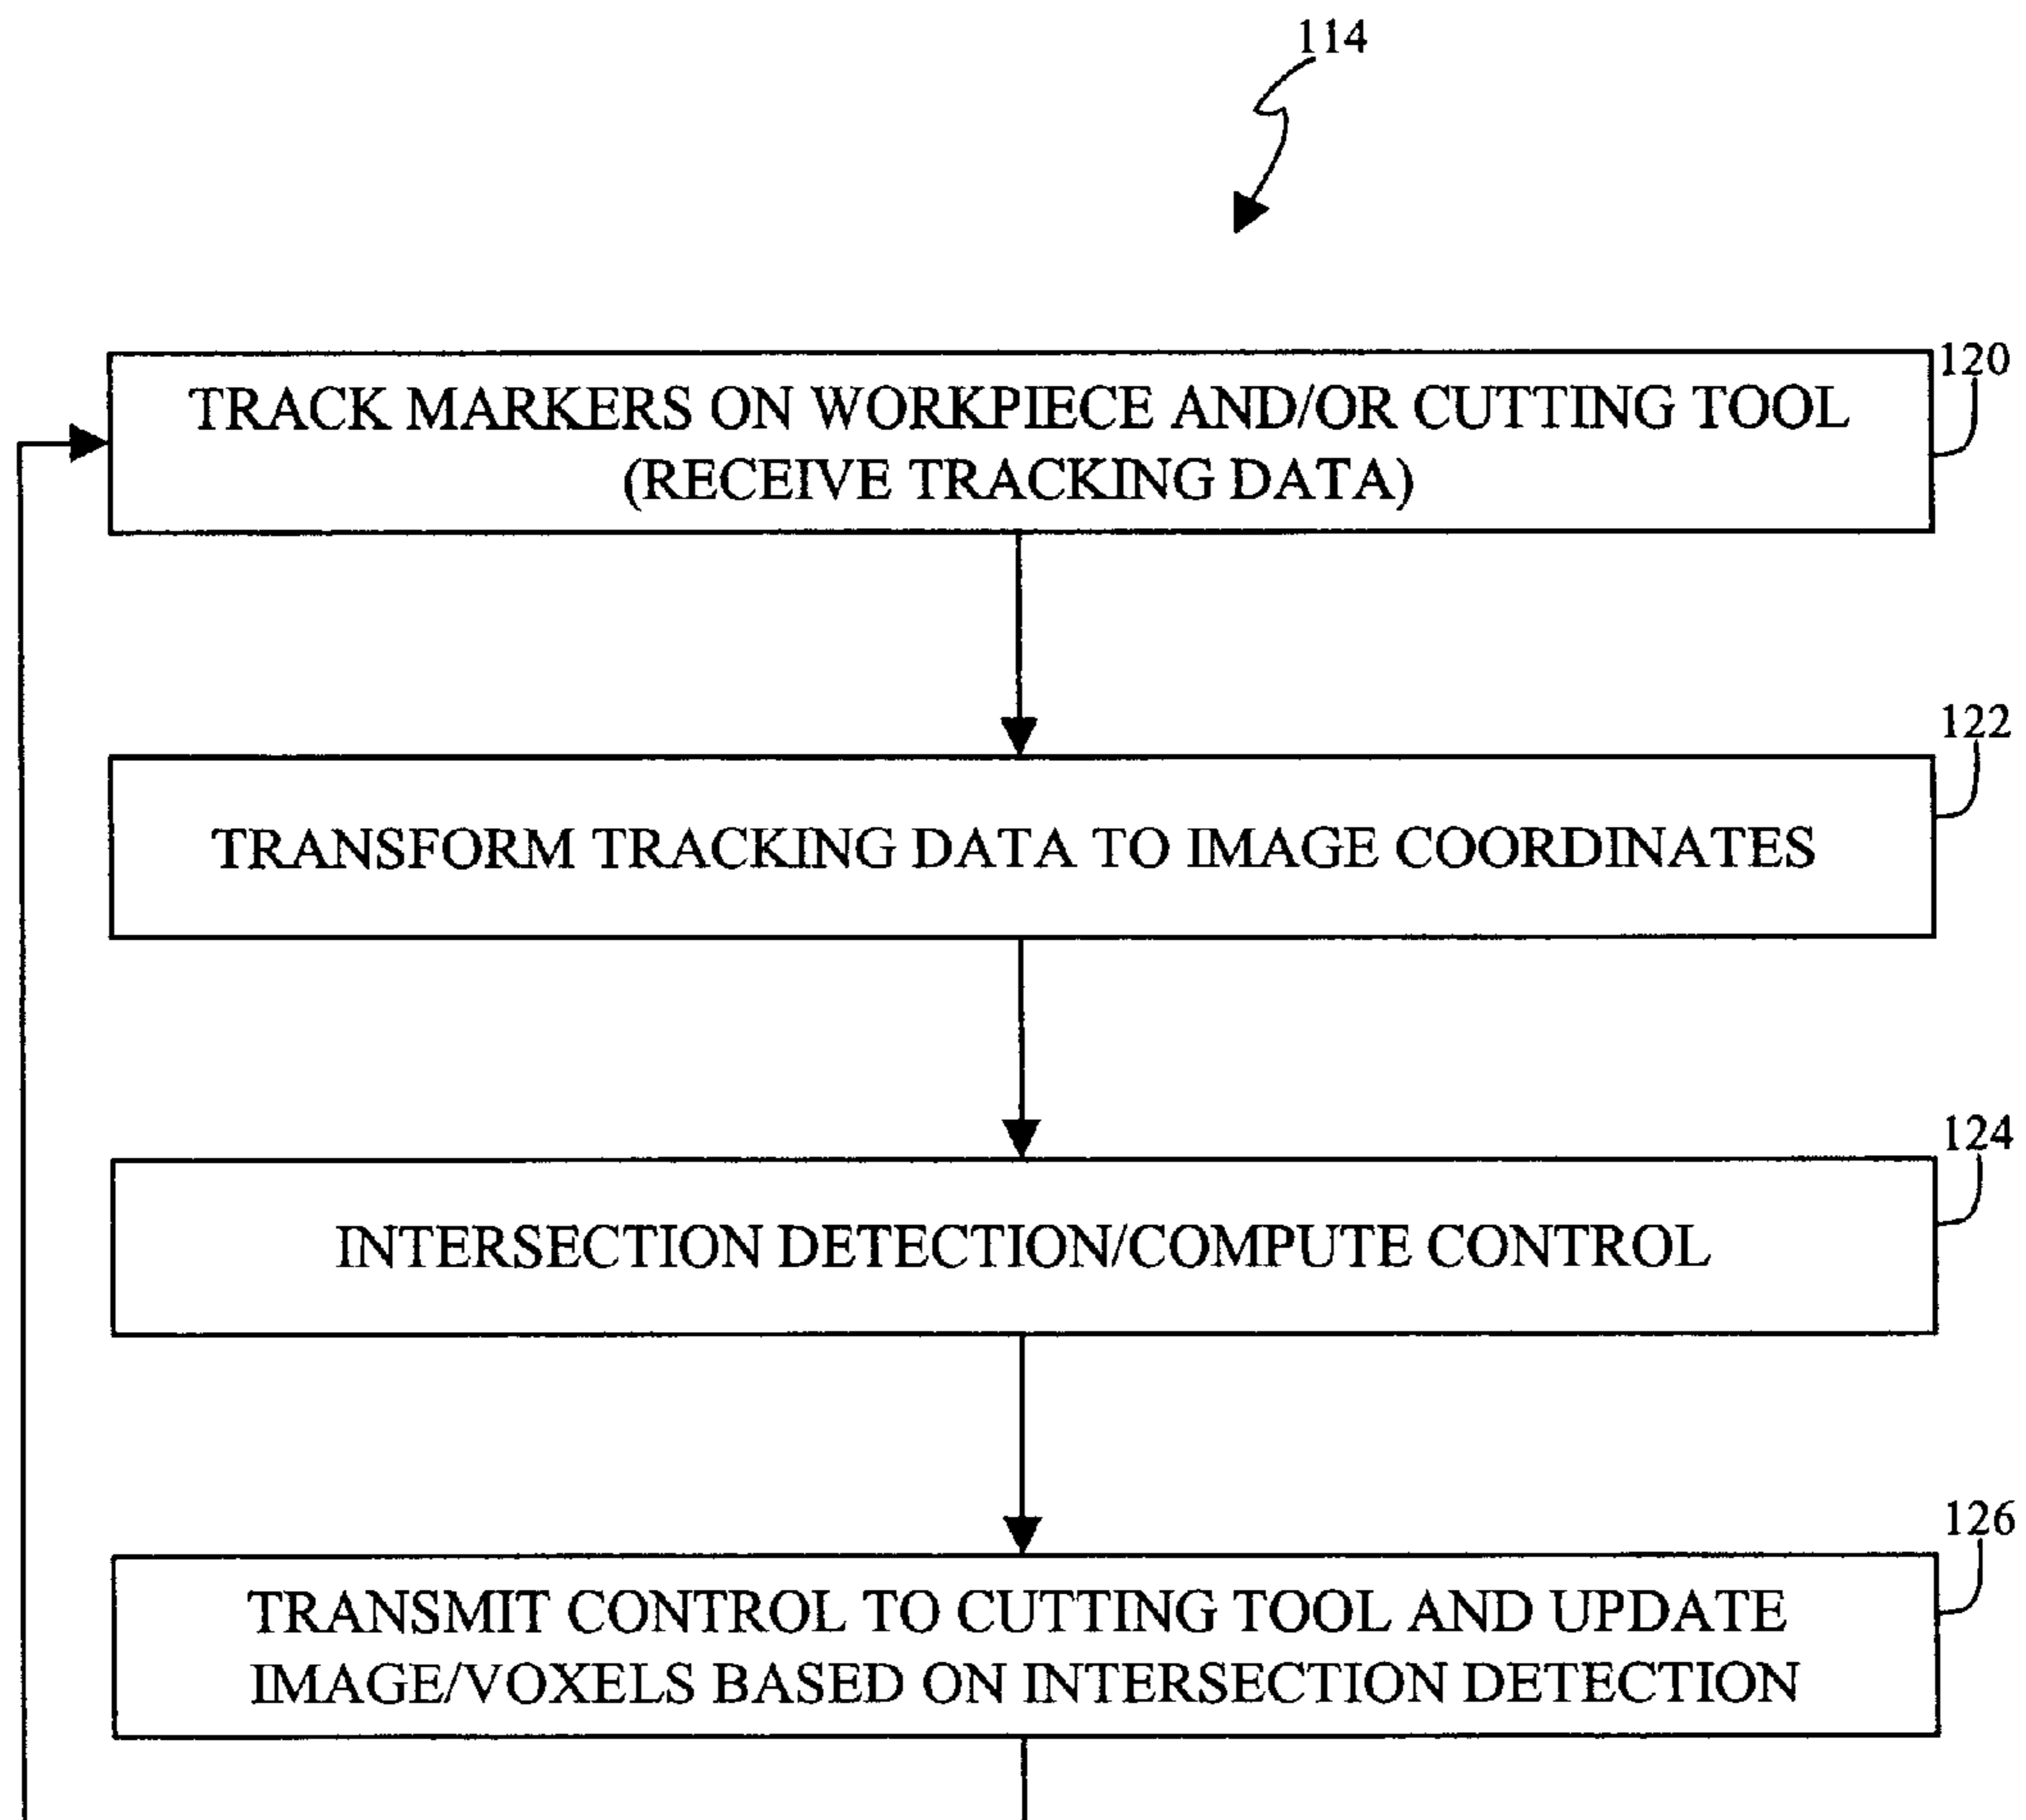 114
120
TRACK MARKERS ON WORKPIECE AND/OR CUTTING TOOL
(RECEIVE TRACKING DATA)
122
TRANSFORM TRACKING DATA TO IMAGE COORDINATES
124
INTERSECTION DETECTION/COMPUTE CONTROL
126
TRANSMIT CONTROL TO CUTTING TOOL AND UPDATE
IMAGE/VOXELS BASED ON INTERSECTION DETECTION